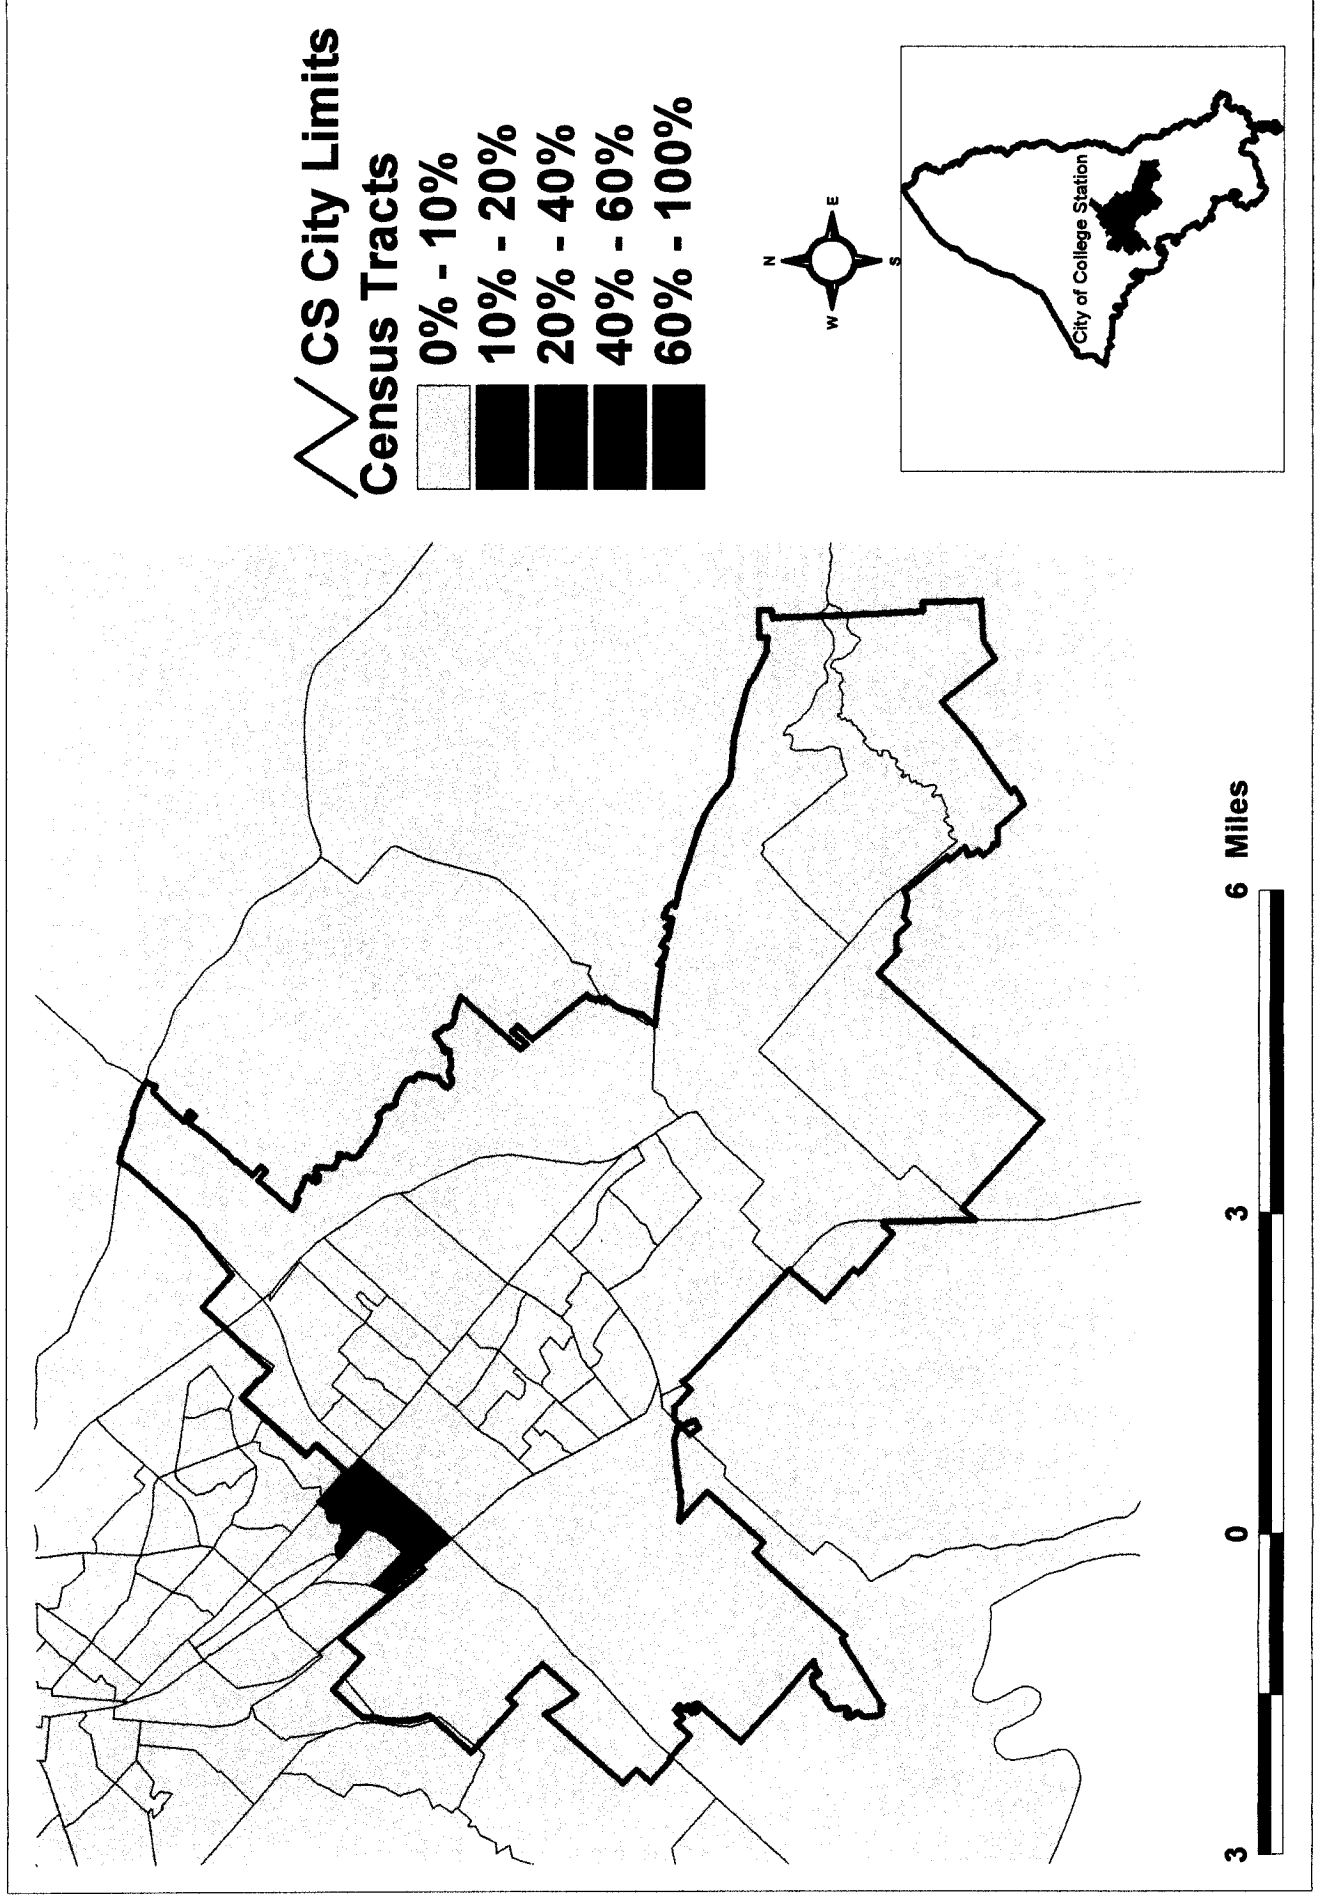 CS City Limits
Census Tracts
0% - 10%
10% - 20%
20% - 40%
40% - 60%
60% - 100%
N
W
E
S
City of College Station
3
0
3
6 Miles